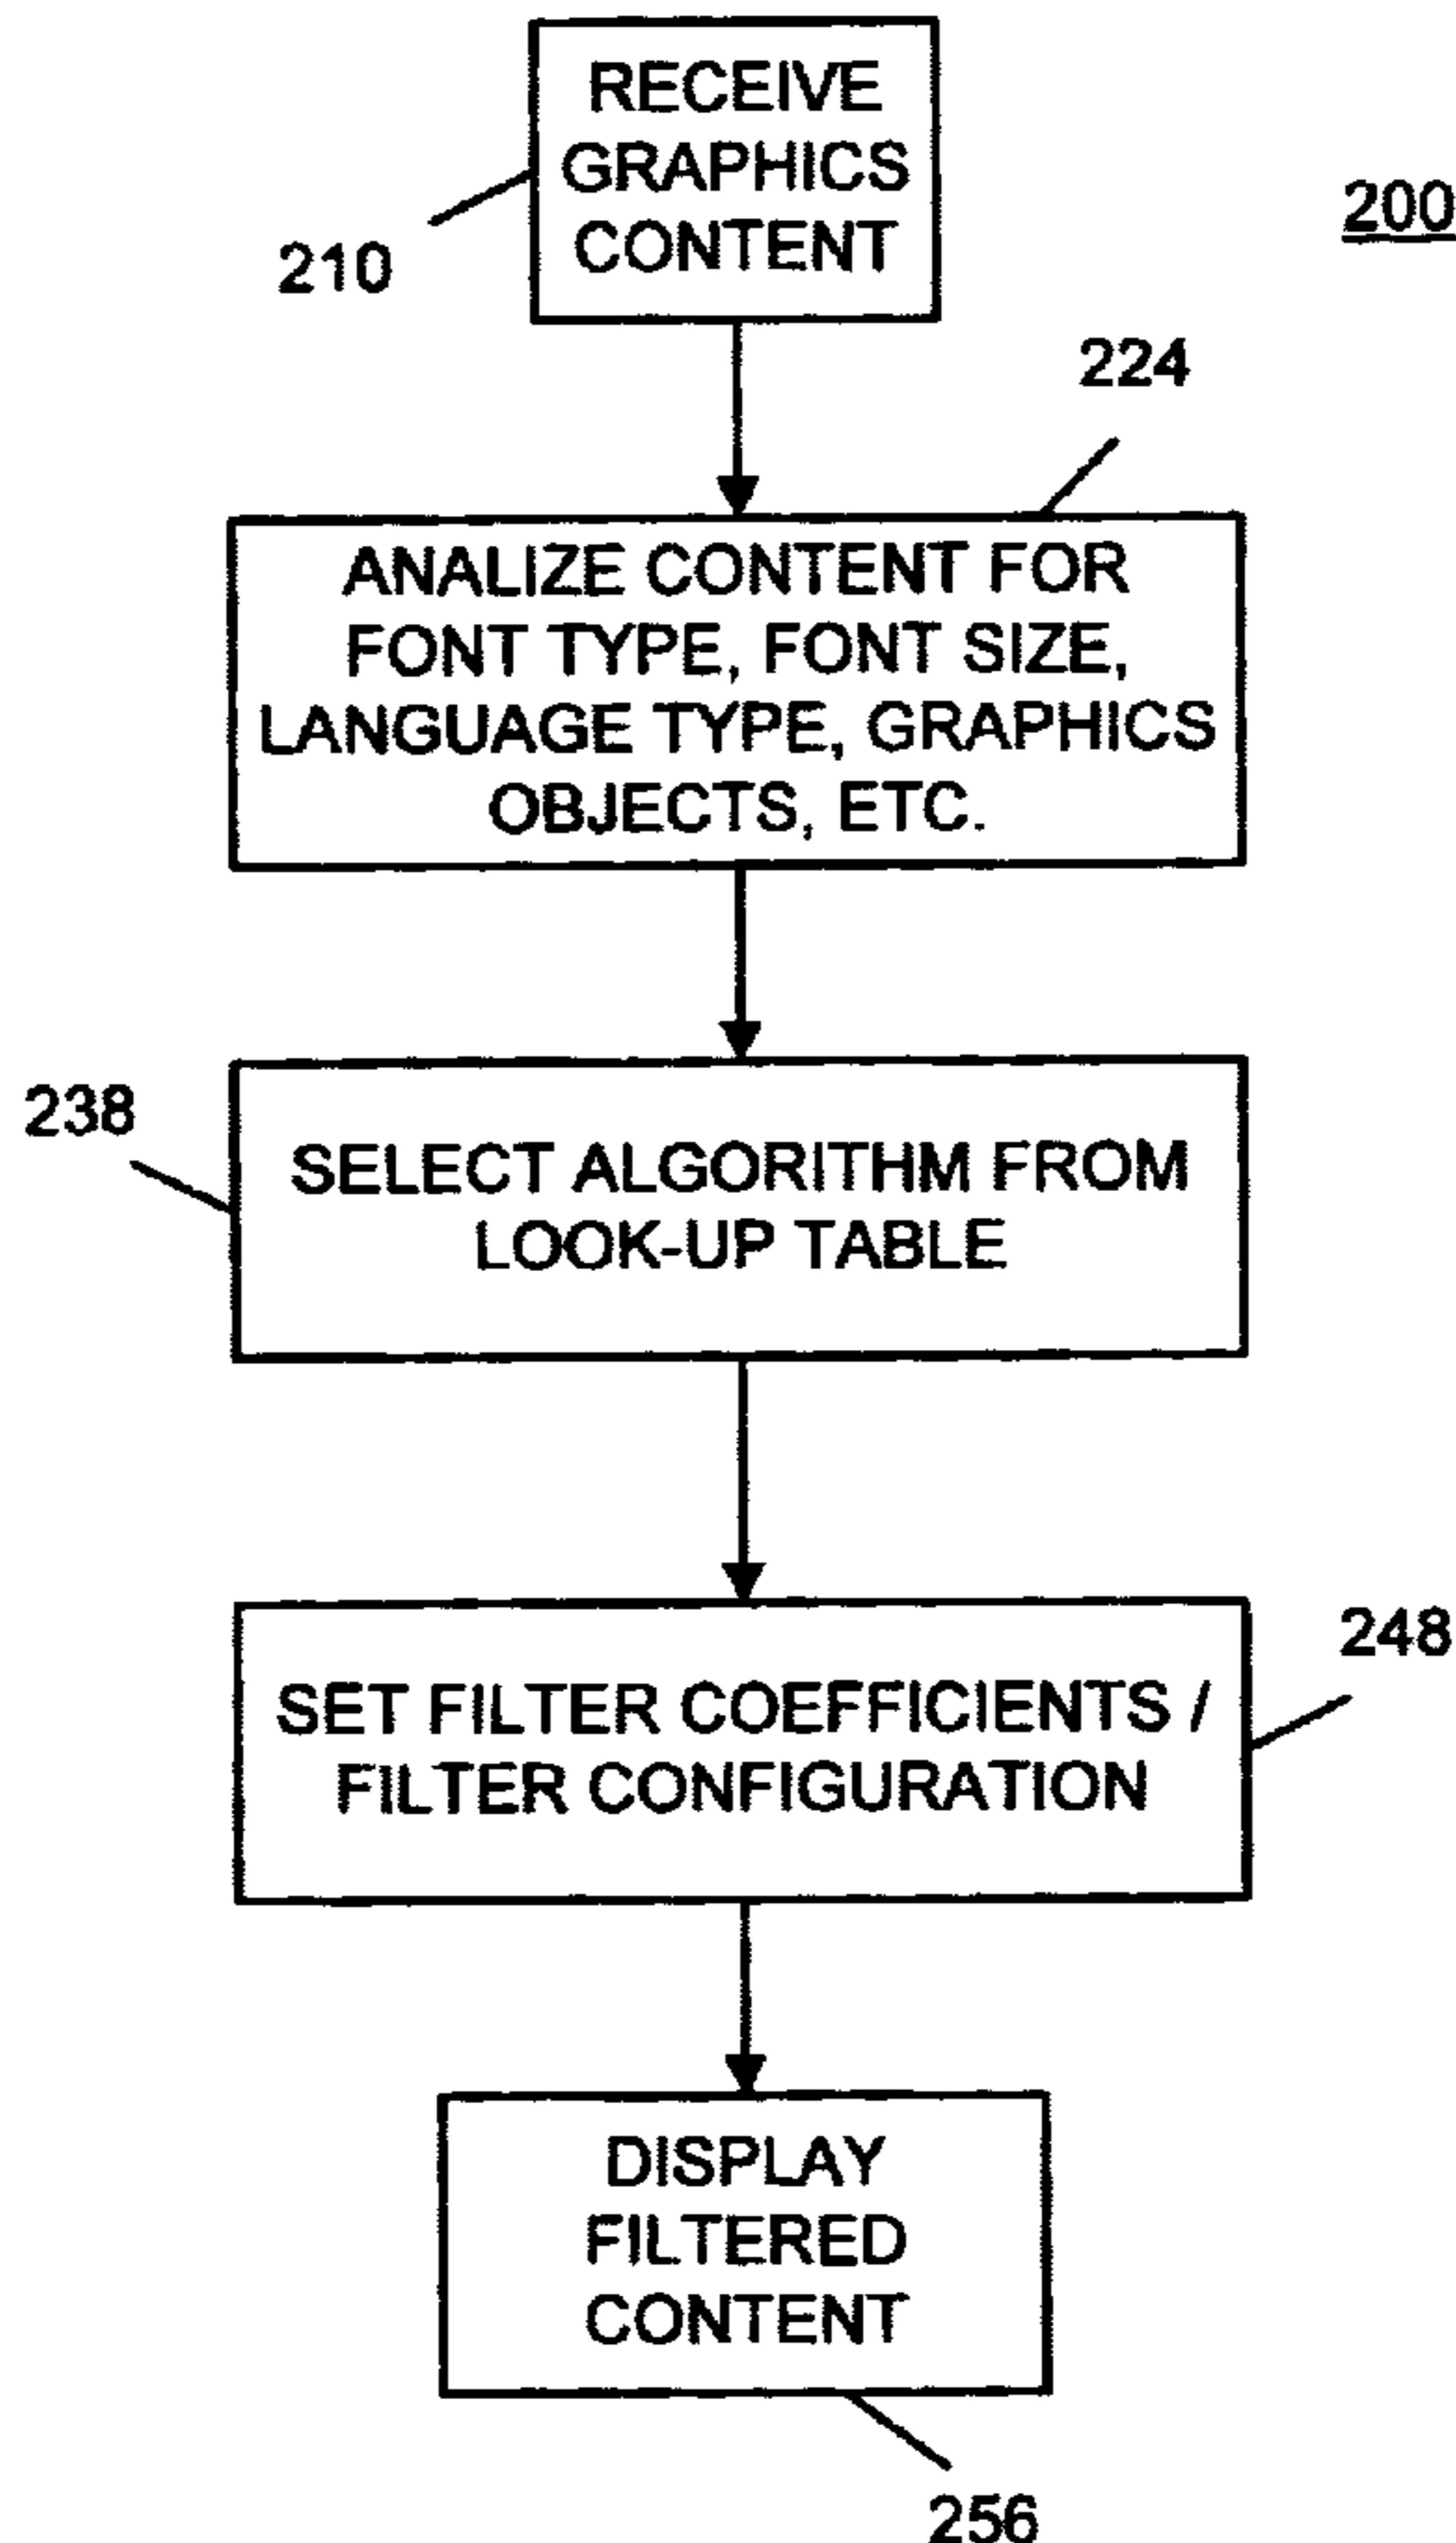 RECEIVE
GRAPHICS
CONTENT
210
200
224
ANALIZE CONTENT FOR
FONT TYPE, FONT SIZE,
LANGUAGE TYPE, GRAPHICS
OBJECTS, ETC.
238
SELECT ALGORITHM FROM
LOOK-UP TABLE
248
SET FILTER COEFFICIENTS /
FILTER CONFIGURATION
DISPLAY
FILTERED
CONTENT
256